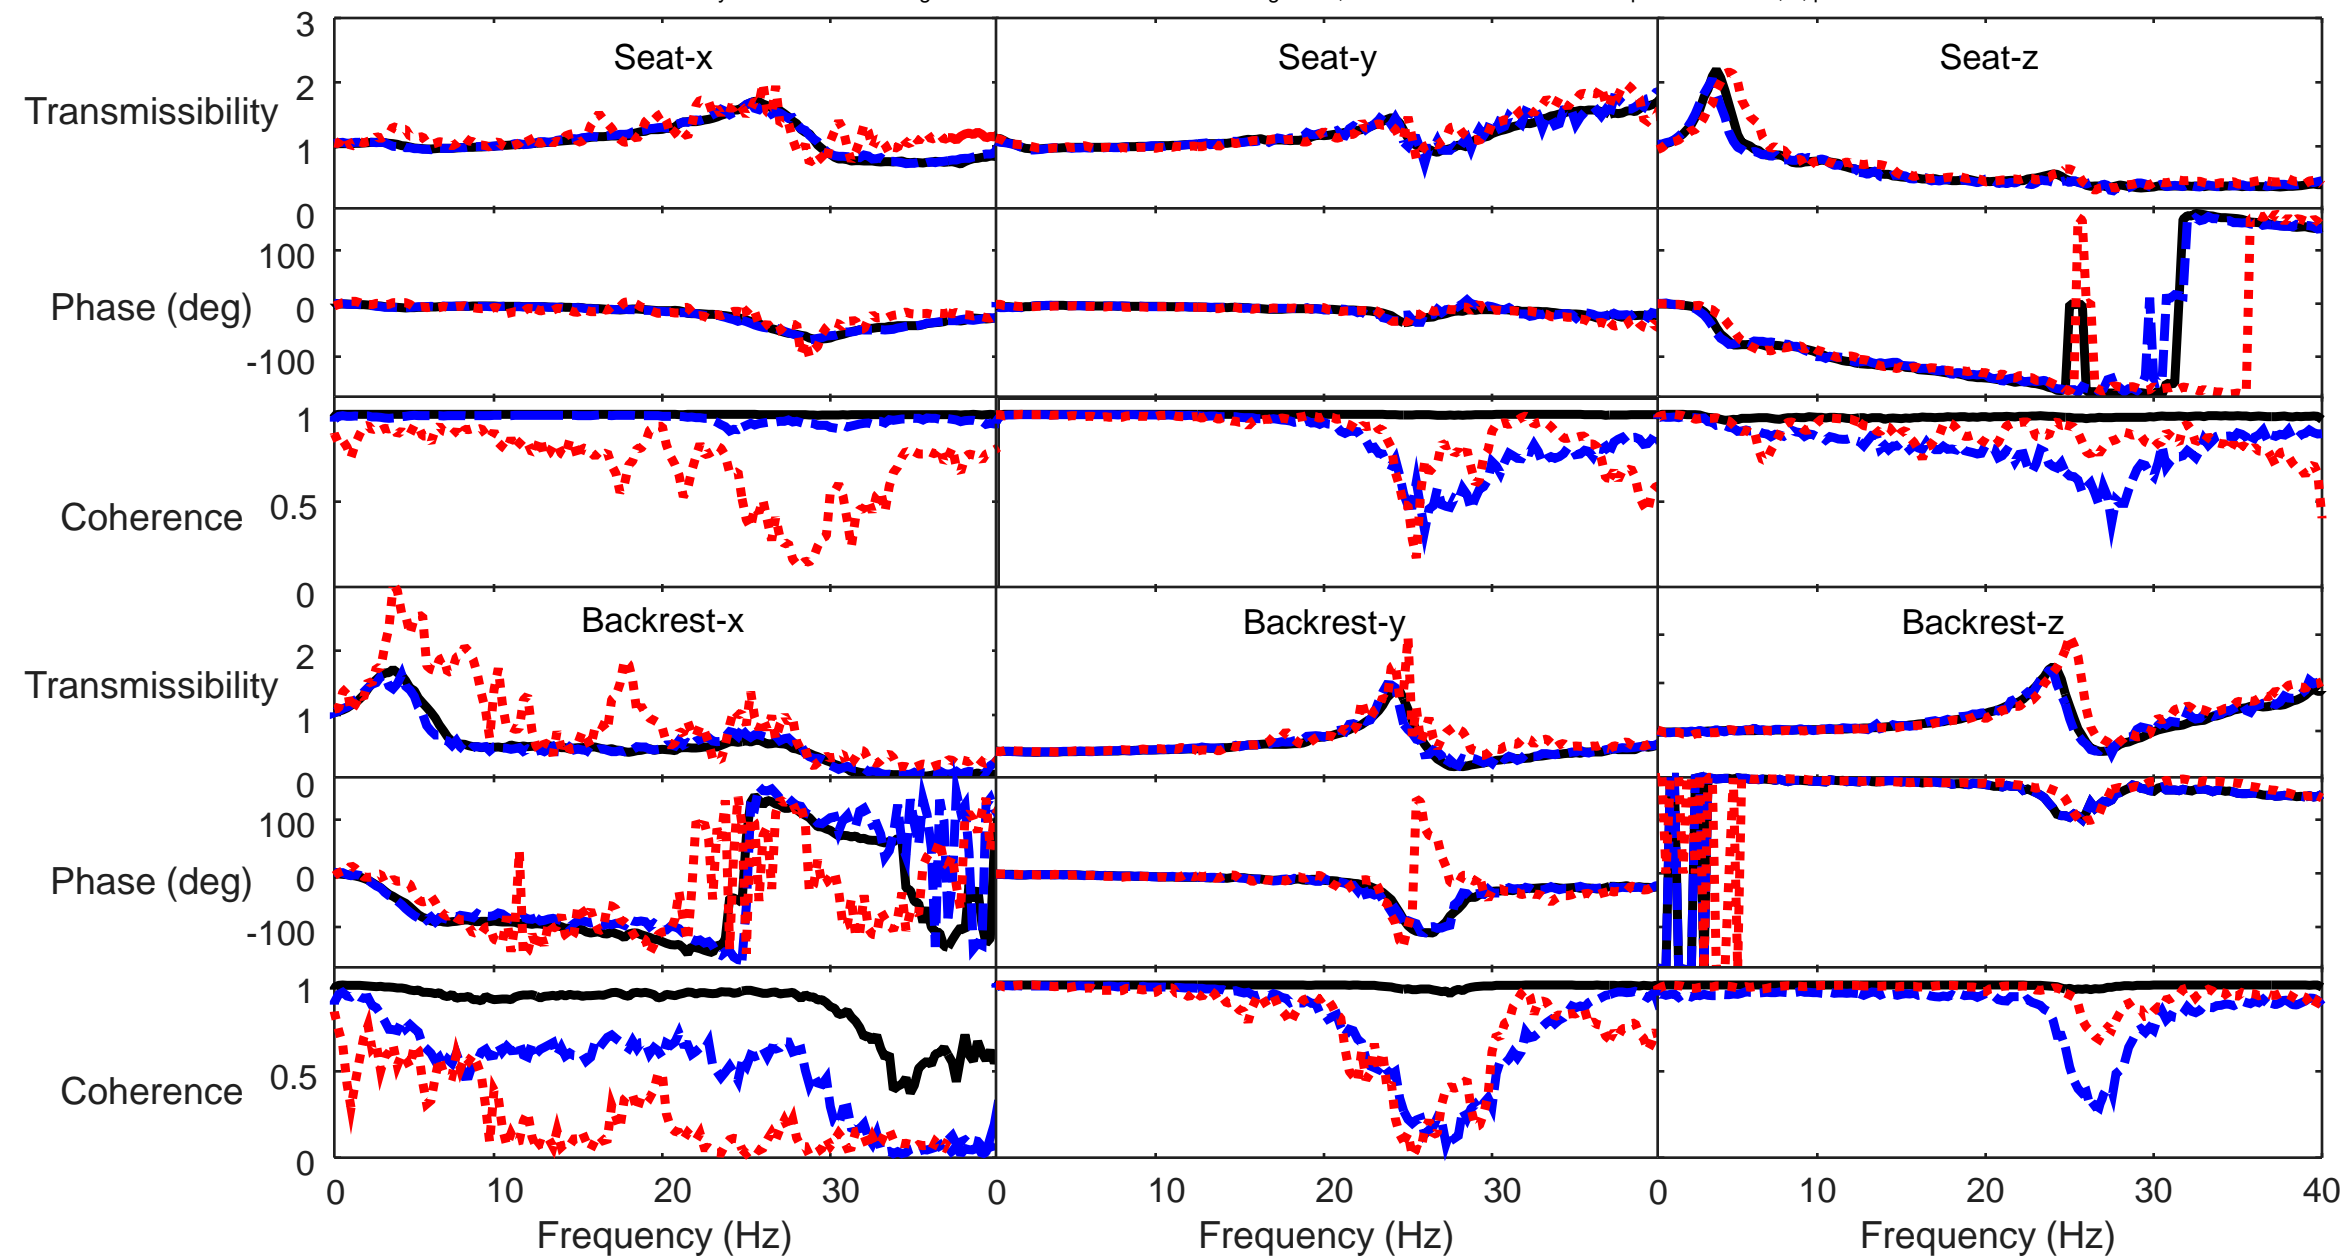 3
Seat-x Seat-y Seat-z
2
Transmissibility
1
0
100
Phase (deg) 0
-100
1
Coherence 0.5
0
Backrest-x Backrest-y Backrest-z
2
Transmissibility
1
0
100
Phase (deg) 0
-100
1
0.5
Coherence
0
0 10 20 30 0 10 20 30 0 10 20 30 40
Frequency (Hz) Frequency (Hz) Frequency (Hz)